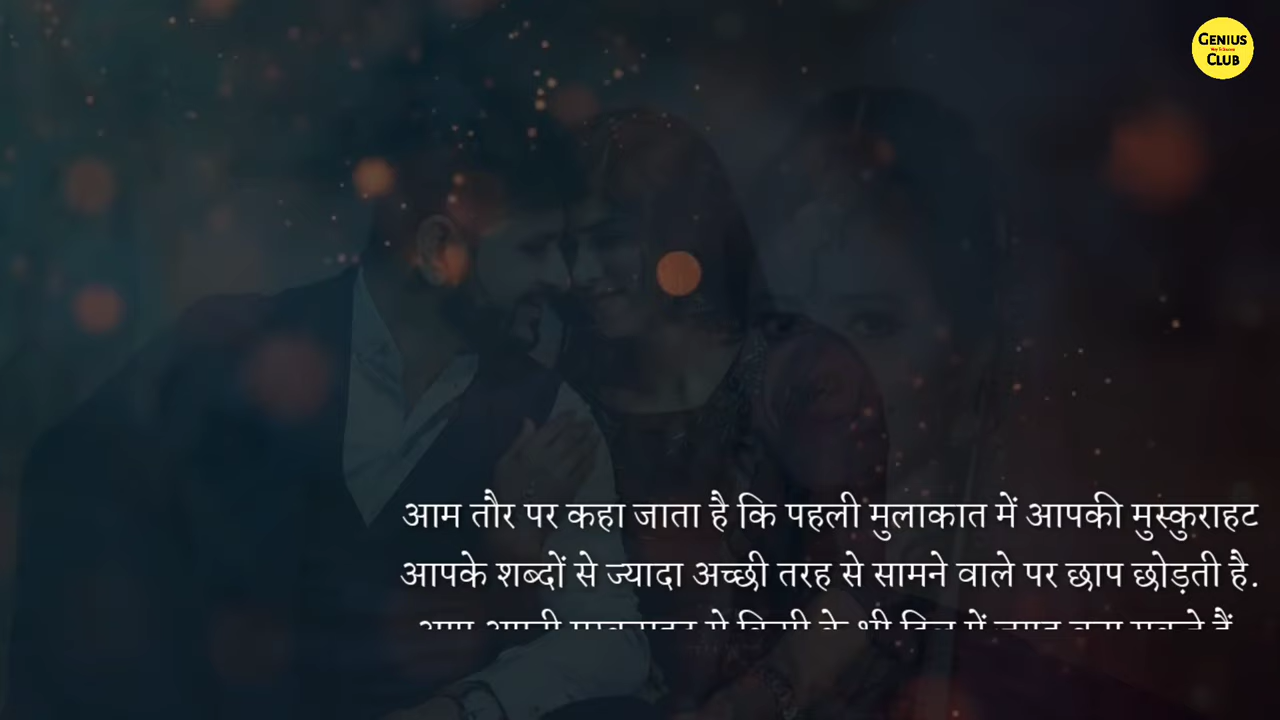 GENIUS
CLUB
आम तौर पर कहा जाता है कि पहली मुलाकात में आपकी मुस्कुराहट
आपके शब्दों से ज्यादा अच्छी तरह से सामने वाले पर छाप छोड़ती है.